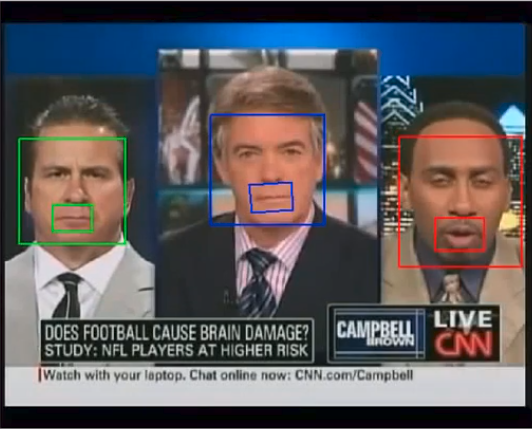 DOES FOOTBALL CAUSE BRAIN DAMAGE?
STUDY: NFL PLAYERS AT HIGHER RISK
CAMPBELL
BROWN
LIVE
CNN
Watch with your laptop. Chat online now: CNN.com/Campbell